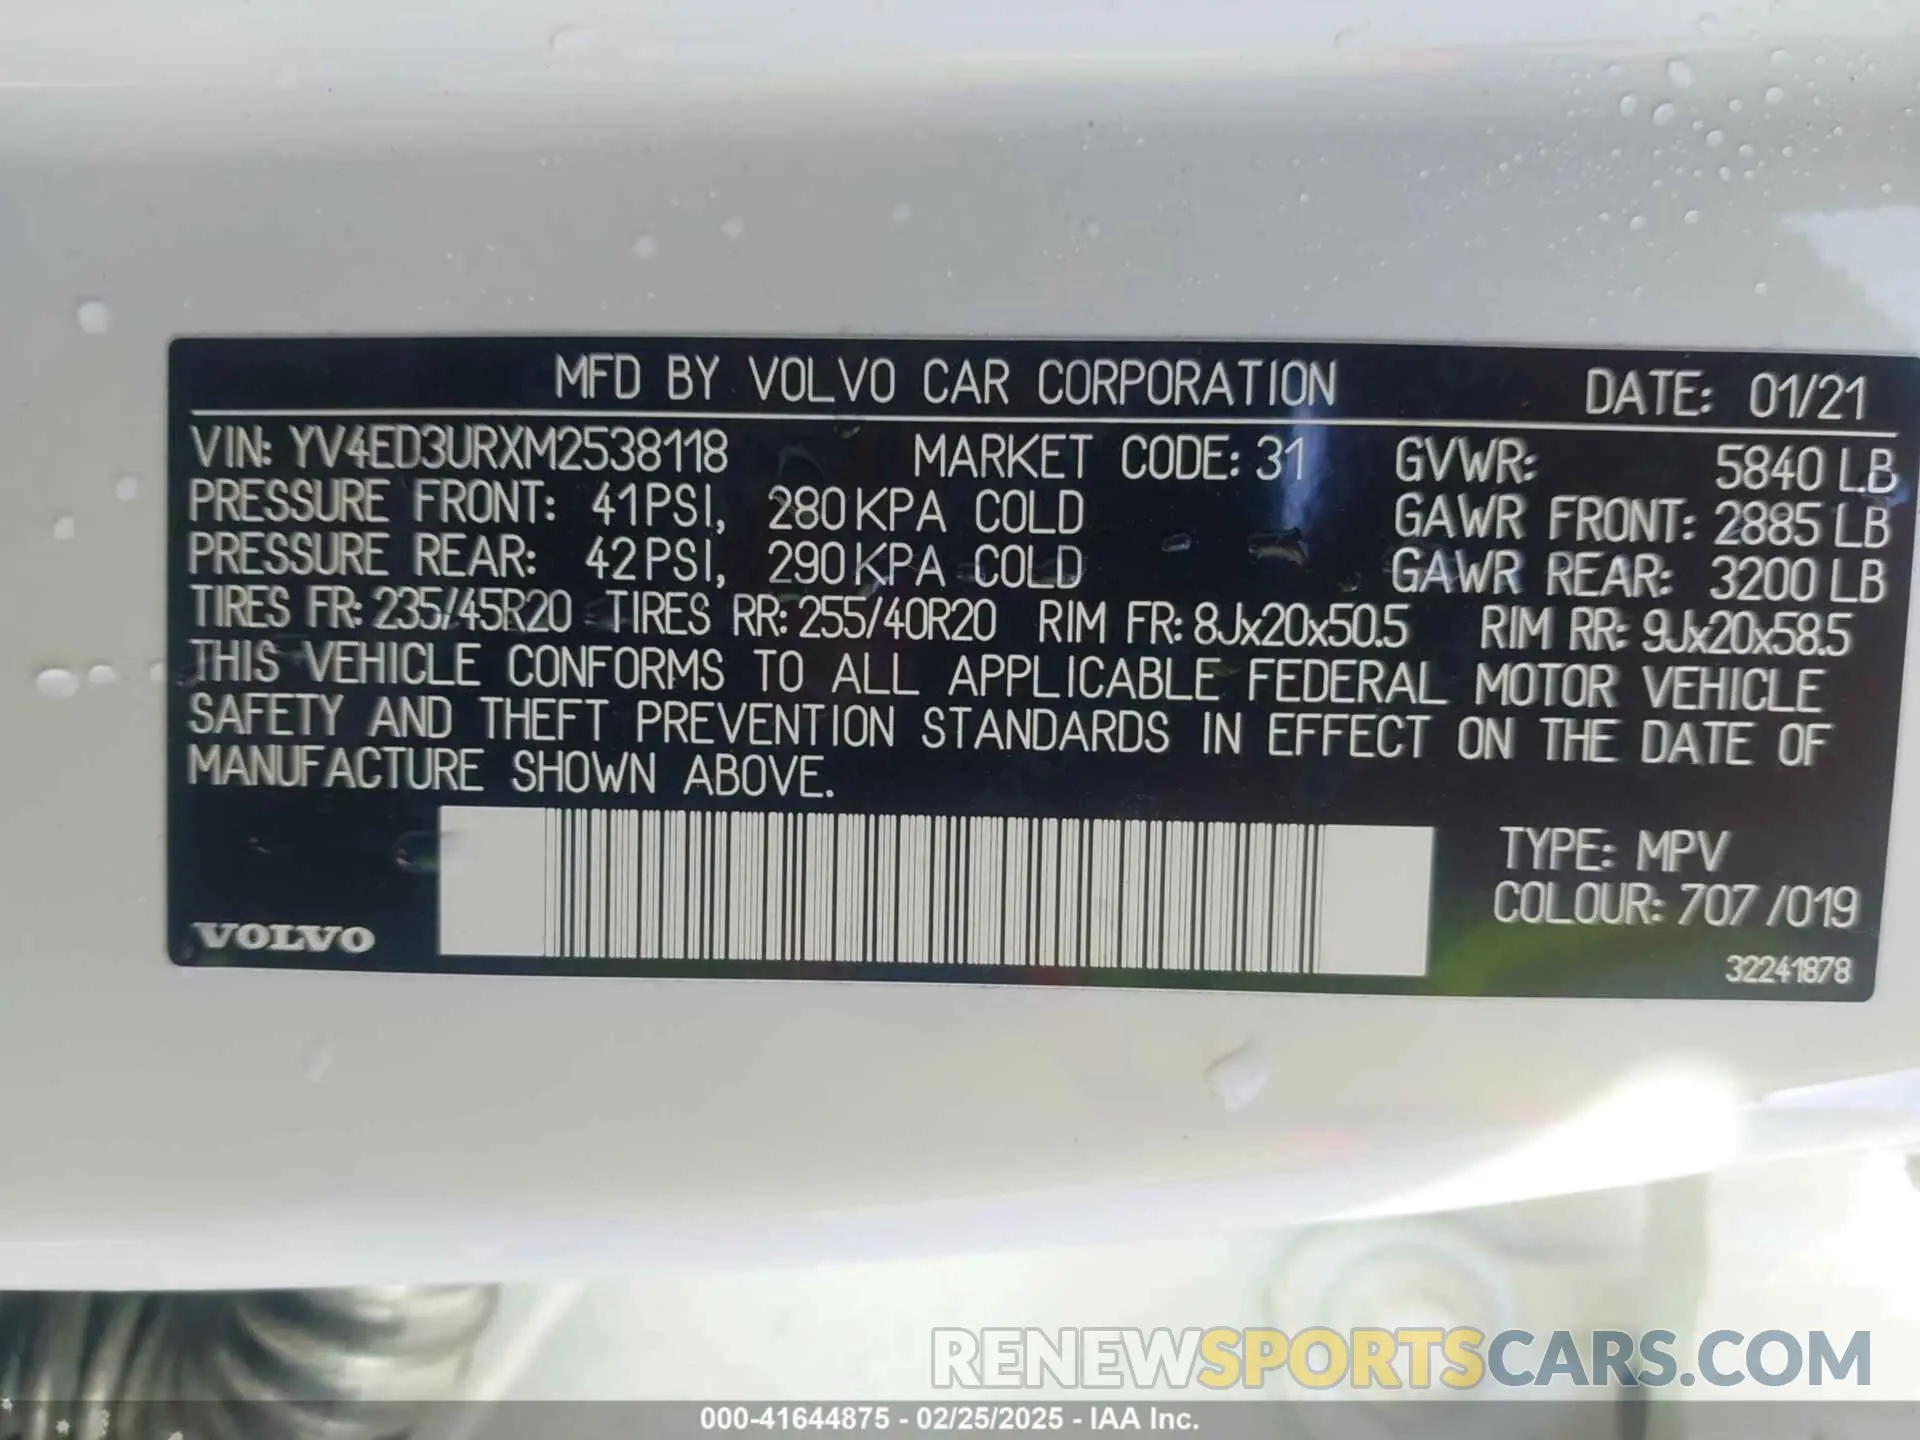 MFD BY VOLVO CAR CORPORATION DATE: 01/21
VIN: YV4ED3URXM2538118 MARKET CODE: 31 GVWR: 5840 LB
PRESSURE FRONT: 41PSI, 280KPA COLD GAWR FRONT: 2885 LB
PRESSURE REAR: 42PSI, 290KPA COLD GAWR REAR: 3200 LB
TIRES FR: 235/45R20 TIRES RR: 255/40R20 RIM FR: 8Jx20x50.5 RIM RR: 9Jx20x58.5
THIS VEHICLE CONFORMS TO ALL APPLICABLE FEDERAL MOTOR VEHICLE
SAFETY AND THEFT PREVENTION STANDARDS IN EFFECT ON THE DATE OF
MANUFACTURE SHOWN ABOVE.
TYPE: MPV
COLOUR: 707 /019
VOLVO
32241878
RENEWSPORTSCARS.COM
000-41644875 - 02/25/2025 - IAA Inc.